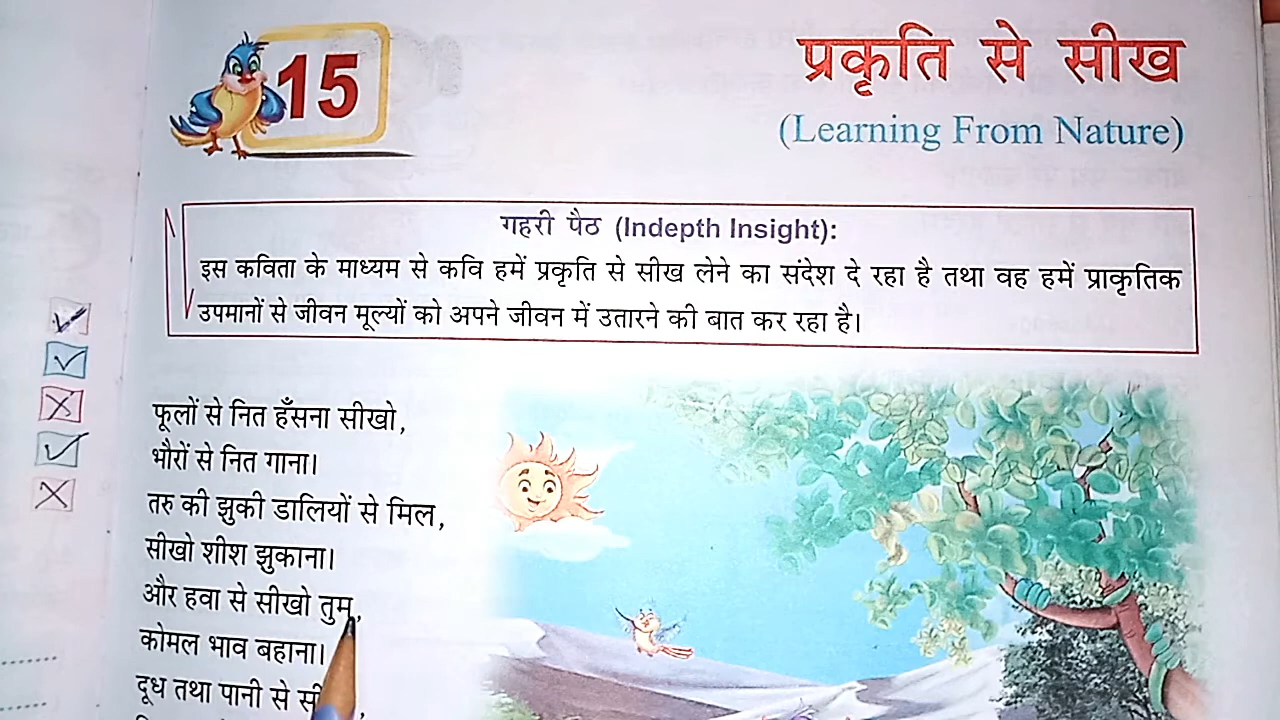 15
प्रकृति से सीख
(Learning From Nature)
गहरी पैठ (Indepth Insight):
इस कविता के माध्यम से कवि हमें प्रकृति से सीख लेने का संदेश दे रहा है तथा वह हमें प्राकृतिक
उपमानों से जीवन मूल्यों को अपने जीवन में उतारने की बात कर रहा है।
फूलों से नित हँसना सीखो,
भौरों से नित गाना।
तरु की झुकी डालियों से मिल,
सीखो शीश झुकाना।
और हवा से सीखो तुम,
कोमल भाव बहाना।
दूध तथा पानी से